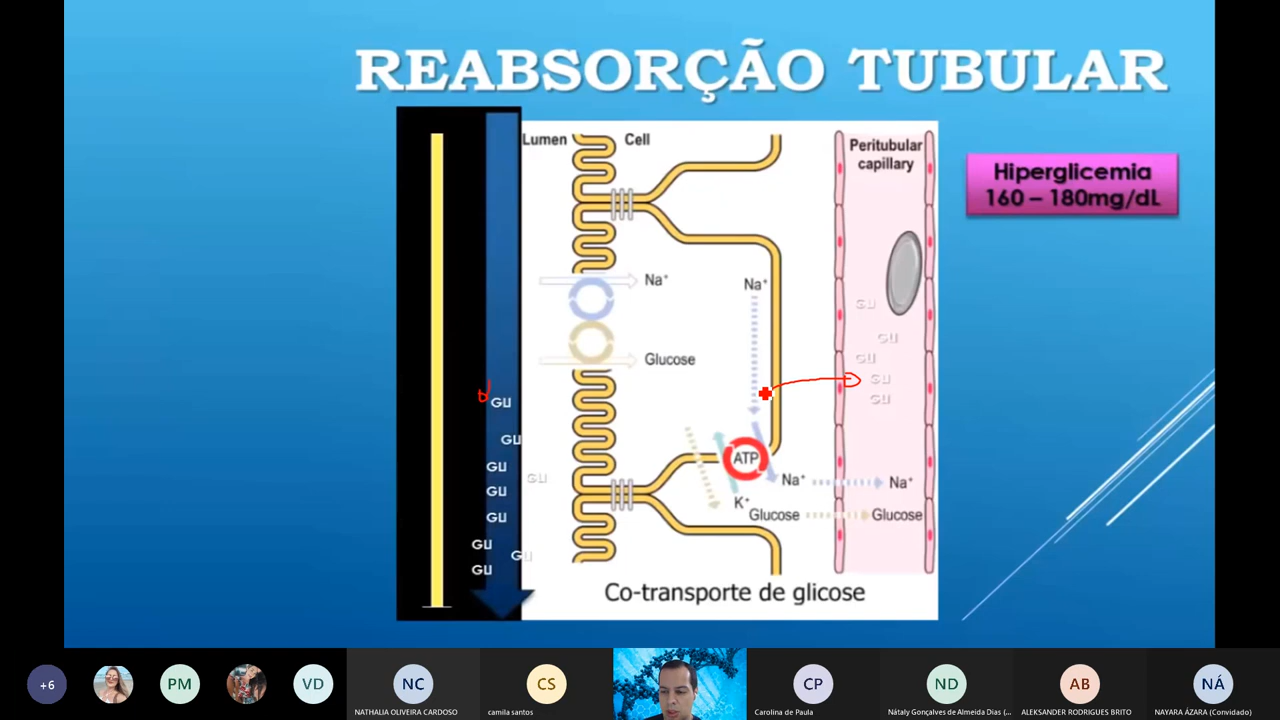 REABSORÇÃO TUBULAR
Lumen
Cell
Peritubular
capillary
Hiperglicemia
160 – 180mg/dL
Na⁺
Na⁺
Glucose
GLI
GLI
GLI
GLI
GLI
GLI
GLI
GLI
GLI
GLI
GLI
GLI
GLI
GLI
ATP
Na⁺
Na⁺
K⁺
Glucose
Glucose
Co-transporte de glicose
+6
PM
VD
NC
NATHALIA OLIVEIRA CARDOSO
CS
camila santos
CP
Carolina de Paula
ND
Nátaly Gonçalves de Almeida Dias (...
AB
ALEKSANDER RODRIGUES BRITO
NÁ
NAYARA ÁZARA (Convidado)